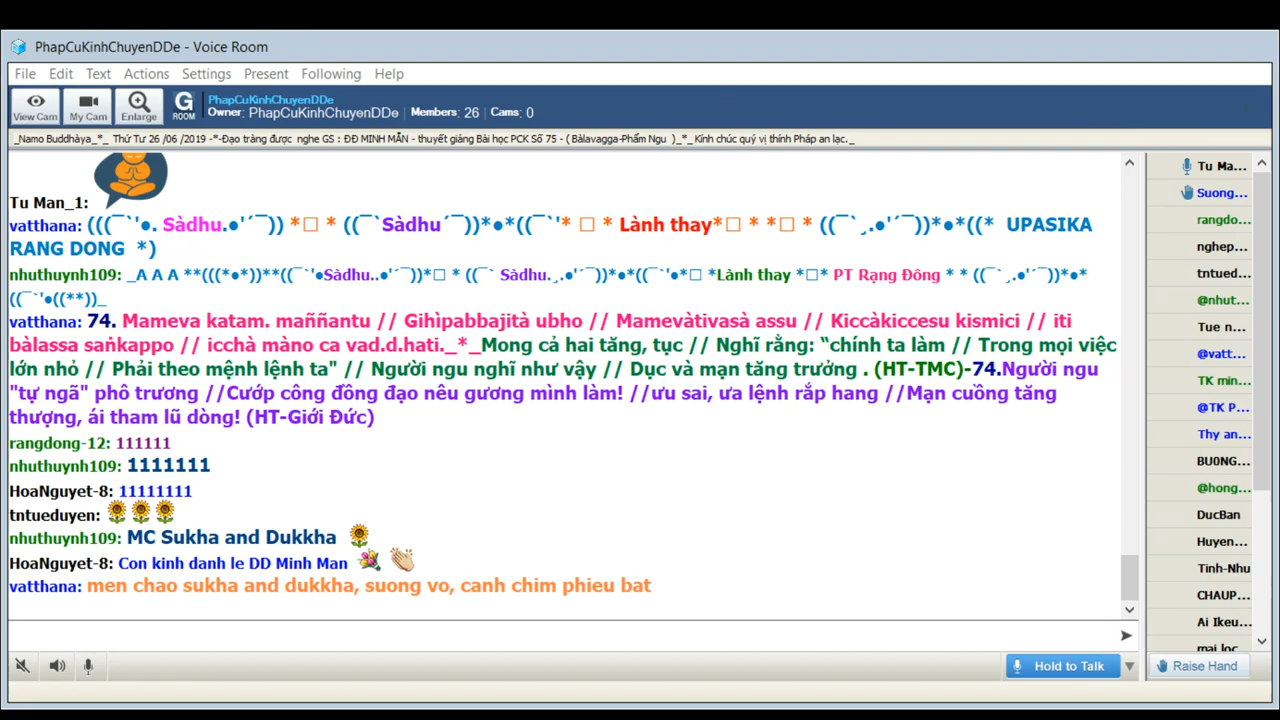 PhapCuKinhChuyenDDe - Voice Room
File Edit Text Actions Settings Present Following Help
View Cam My Cam Enlarge G ROOM PhapCuKinhChuyenDDe
Owner: PhapCuKinhChuyenDDe Members: 26 Cams: 0
_Namo Buddhàya_*_ Thứ Tư 26 /06 /2019 -*-Đạo tràng được nghe GS : ĐĐ MINH MẪN - thuyết giảng Bài học PCK Số 75 - ( Bàlavagga-Phẩm Ngu )_*_Kính chúc quý vị thính Pháp an lạc._
Tu Man_1:
vatthana: (((¯`'●. Sàdhu.●'´¯)) *□ * ((¯`Sàdhu´¯))*●*((¯`'* □ * Lành thay*□ * *□ * ((¯`¸.●'´¯))*●*((* UPASIKA
RANG DONG *)
nhuthuynh109: _A A A **(((*●*))**((¯`'●Sàdhu..●'´¯))*□ * ((¯` Sàdhu.¸.●'´¯))*●*((¯`'●*□ *Lành thay *□* PT Rạng Đông * * ((¯`¸.●'´¯))*●*
((¯`'●((**))_
vatthana: 74. Mameva katam. maññantu // Gihìpabbajità ubho // Mamevàtivasà assu // Kiccàkiccesu kismici // iti
bàlassa saṅkappo // icchà màno ca vad.d.hati._*_Mong cả hai tăng, tục // Nghĩ rằng: “chính ta làm // Trong mọi việc
lớn nhỏ // Phải theo mệnh lệnh ta" // Người ngu nghĩ như vậy // Dục và mạn tăng trưởng . (HT-TMC)-74.Người ngu
"tự ngã" phô trương //Cướp công đồng đạo nêu gương mình làm! //ưu sai, ưa lệnh rắp hang //Mạn cuồng tăng
thượng, ái tham lũ dòng! (HT-Giới Đức)
rangdong-12: 111111
nhuthuynh109: 1111111
HoaNguyet-8: 11111111
tntueduyen:
nhuthuynh109: MC Sukha and Dukkha
HoaNguyet-8: Con kinh danh le DD Minh Man
vatthana: men chao sukha and dukkha, suong vo, canh chim phieu bat
Tu Ma...
Suong...
rangdo...
nghep...
tntued...
@nhut...
Tue n...
@vatt...
TK min...
@TK P...
Thy an...
BU0NG...
@hong...
DucBan
Huyen...
Tinh-Nhu
CHAUP...
Ai Ikeu...
mai loc
Hold to Talk
Raise Hand